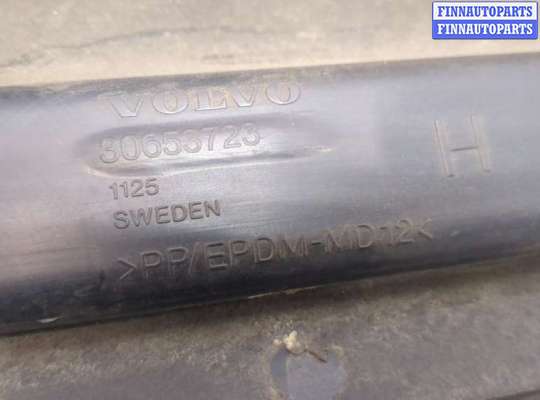 FINNAUTOPARTS
FINNAUTOPARTS
VOLVO
30653723
H
1125
SWEDEN
>PP/EPDM-MD12<